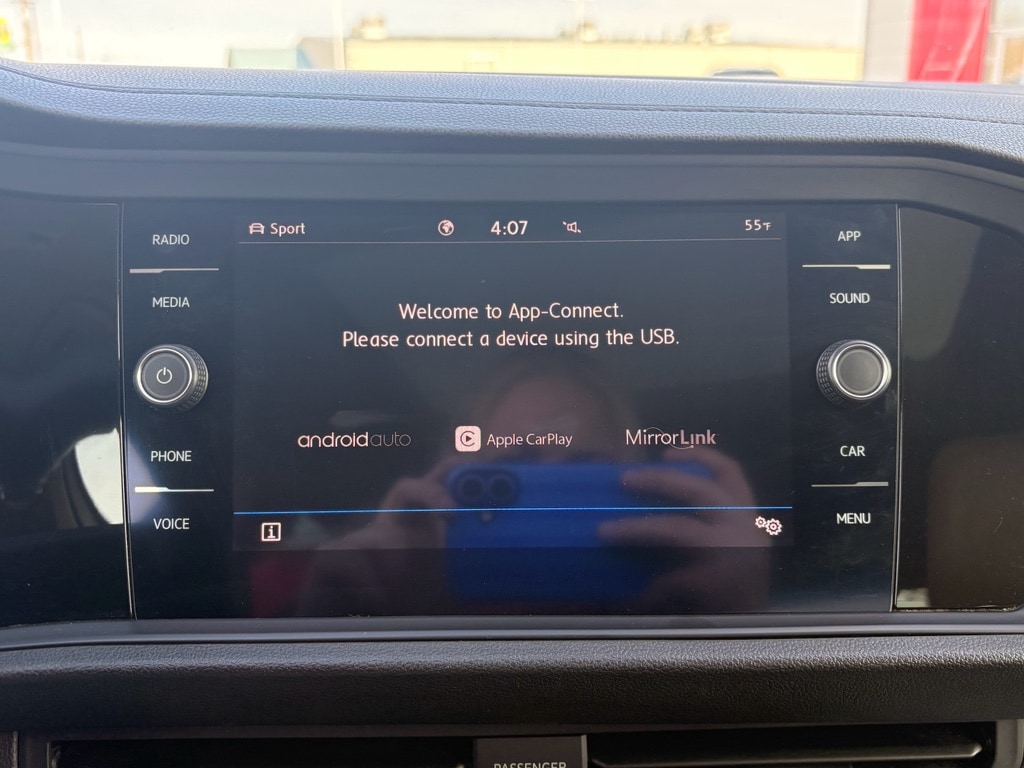 RADIO
MEDIA
PHONE
VOICE
Sport
4:07
55°F
Welcome to App-Connect.
Please connect a device using the USB.
androidauto
Apple CarPlay
MirrorLink
i
APP
SOUND
CAR
MENU
PASSENGER